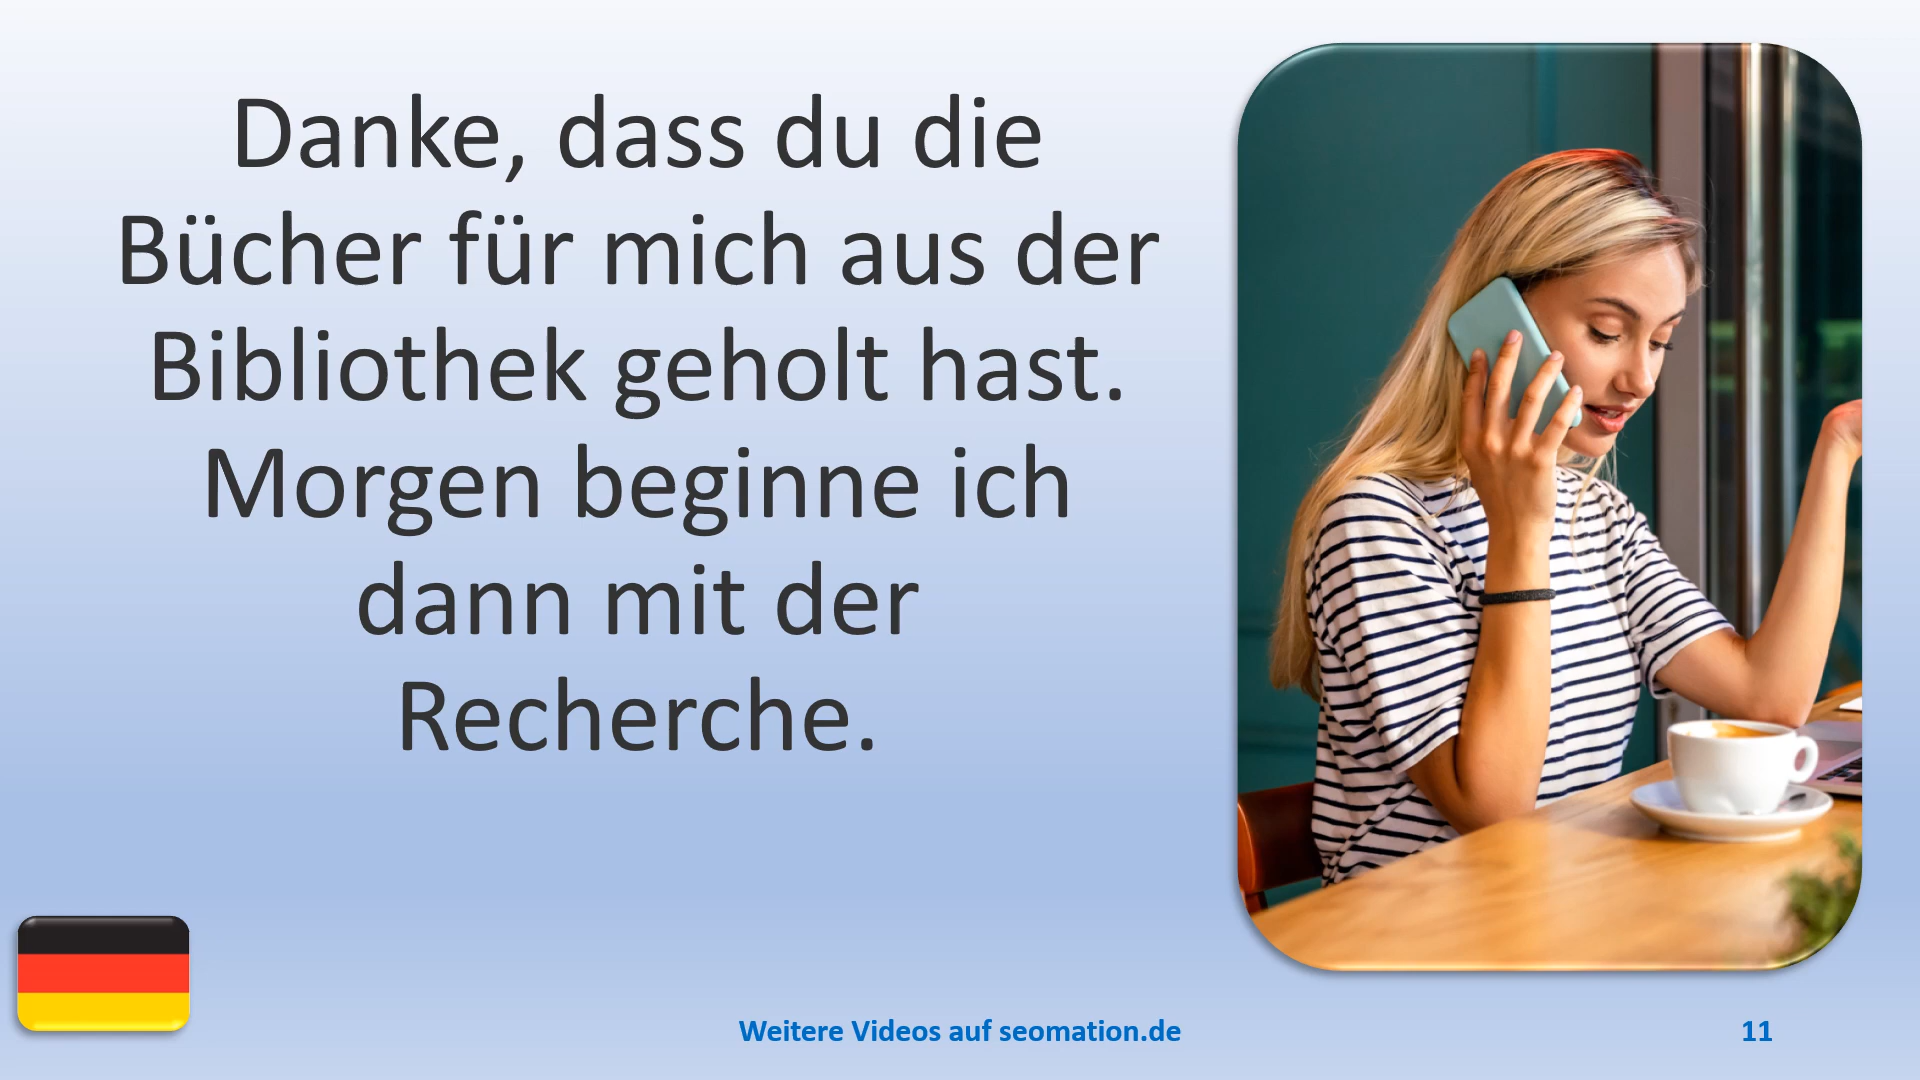 Danke, dass du die
Bücher für mich aus der
Bibliothek geholt hast.
Morgen beginne ich
dann mit der
Recherche.
Weitere Videos auf seomation.de
11